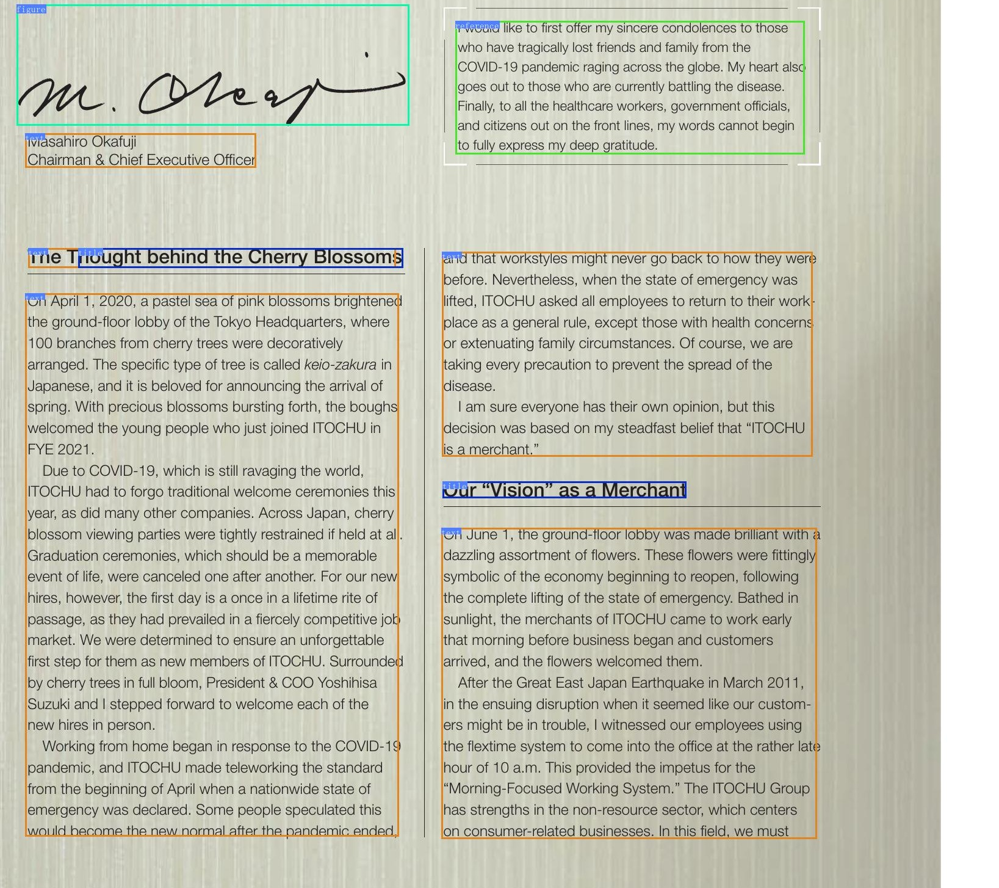 figure
M. Okafuji
text
Masahiro Okafuji
Chairman & Chief Executive Officer
reference
I would like to first offer my sincere condolences to those
who have tragically lost friends and family from the
COVID-19 pandemic raging across the globe. My heart also
goes out to those who are currently battling the disease.
Finally, to all the healthcare workers, government officials,
and citizens out on the front lines, my words cannot begin
to fully express my deep gratitude.
text
title
The Thought behind the Cherry Blossoms
text
On April 1, 2020, a pastel sea of pink blossoms brightened
the ground-floor lobby of the Tokyo Headquarters, where
100 branches from cherry trees were decoratively
arranged. The specific type of tree is called keio-zakura in
Japanese, and it is beloved for announcing the arrival of
spring. With precious blossoms bursting forth, the boughs
welcomed the young people who just joined ITOCHU in
FYE 2021.
Due to COVID-19, which is still ravaging the world,
ITOCHU had to forgo traditional welcome ceremonies this
year, as did many other companies. Across Japan, cherry
blossom viewing parties were tightly restrained if held at all.
Graduation ceremonies, which should be a memorable
event of life, were canceled one after another. For our new
hires, however, the first day is a once in a lifetime rite of
passage, as they had prevailed in a fiercely competitive job
market. We were determined to ensure an unforgettable
first step for them as new members of ITOCHU. Surrounded
by cherry trees in full bloom, President & COO Yoshihisa
Suzuki and I stepped forward to welcome each of the
new hires in person.
Working from home began in response to the COVID-19
pandemic, and ITOCHU made teleworking the standard
from the beginning of April when a nationwide state of
emergency was declared. Some people speculated this
would become the new normal after the pandemic ended,
text
and that workstyles might never go back to how they were
before. Nevertheless, when the state of emergency was
lifted, ITOCHU asked all employees to return to their work-
place as a general rule, except those with health concerns
or extenuating family circumstances. Of course, we are
taking every precaution to prevent the spread of the
disease.
I am sure everyone has their own opinion, but this
decision was based on my steadfast belief that “ITOCHU
is a merchant.”
title
Our “Vision” as a Merchant
text
On June 1, the ground-floor lobby was made brilliant with a
dazzling assortment of flowers. These flowers were fittingly
symbolic of the economy beginning to reopen, following
the complete lifting of the state of emergency. Bathed in
sunlight, the merchants of ITOCHU came to work early
that morning before business began and customers
arrived, and the flowers welcomed them.
After the Great East Japan Earthquake in March 2011,
in the ensuing disruption when it seemed like our custom-
ers might be in trouble, I witnessed our employees using
the flextime system to come into the office at the rather late
hour of 10 a.m. This provided the impetus for the
“Morning-Focused Working System.” The ITOCHU Group
has strengths in the non-resource sector, which centers
on consumer-related businesses. In this field, we must